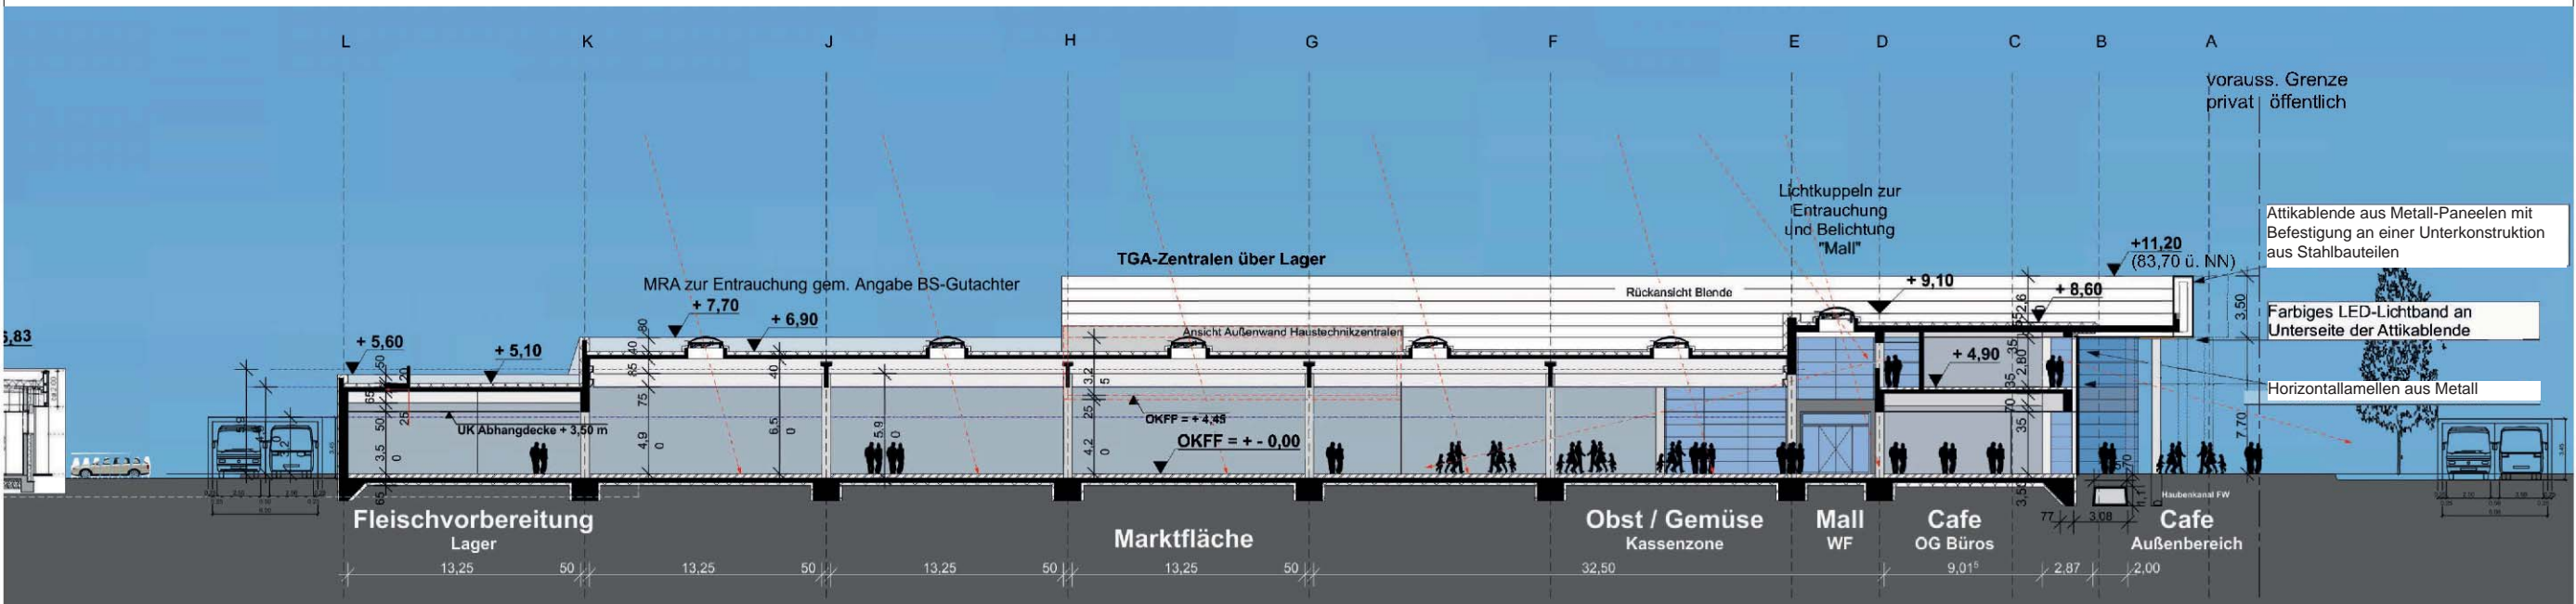 L K J H G F E D C B A
vorauss. Grenze
privat öffentlich
Lichtkuppeln zur
Entrauchung
und Belichtung
"Mall"
Attikablende aus Metall-Paneelen mit
Befestigung an einer Unterkonstruktion
aus Stahlbauteilen
+11,20
(83,70 ü. NN)
TGA-Zentralen über Lager
MRA zur Entrauchung gem. Angabe BS-Gutachter
Rückansicht Blende
+ 9,10
+ 8,60
+ 7,70
+ 6,90
Ansicht Außenwand Haustechnikzentralen
Farbiges LED-Lichtband an
Unterseite der Attikablende
3,50
+ 5,60
+ 5,10
+ 4,90
Horizontallamellen aus Metall
UK Abhangdecke + 3,50 m
OKFF = + 4,45
OKFF = + - 0,00
7,70
Haubenkanal FW
77
3,08
Fleischvorbereitung
Lager
Marktfläche
Obst / Gemüse
Kassenzone
Mall
WF
Cafe
OG Büros
Cafe
Außenbereich
13,25 50 13,25 50 13,25 50 13,25 50 32,50 9,01⁵ 2,87 2,00